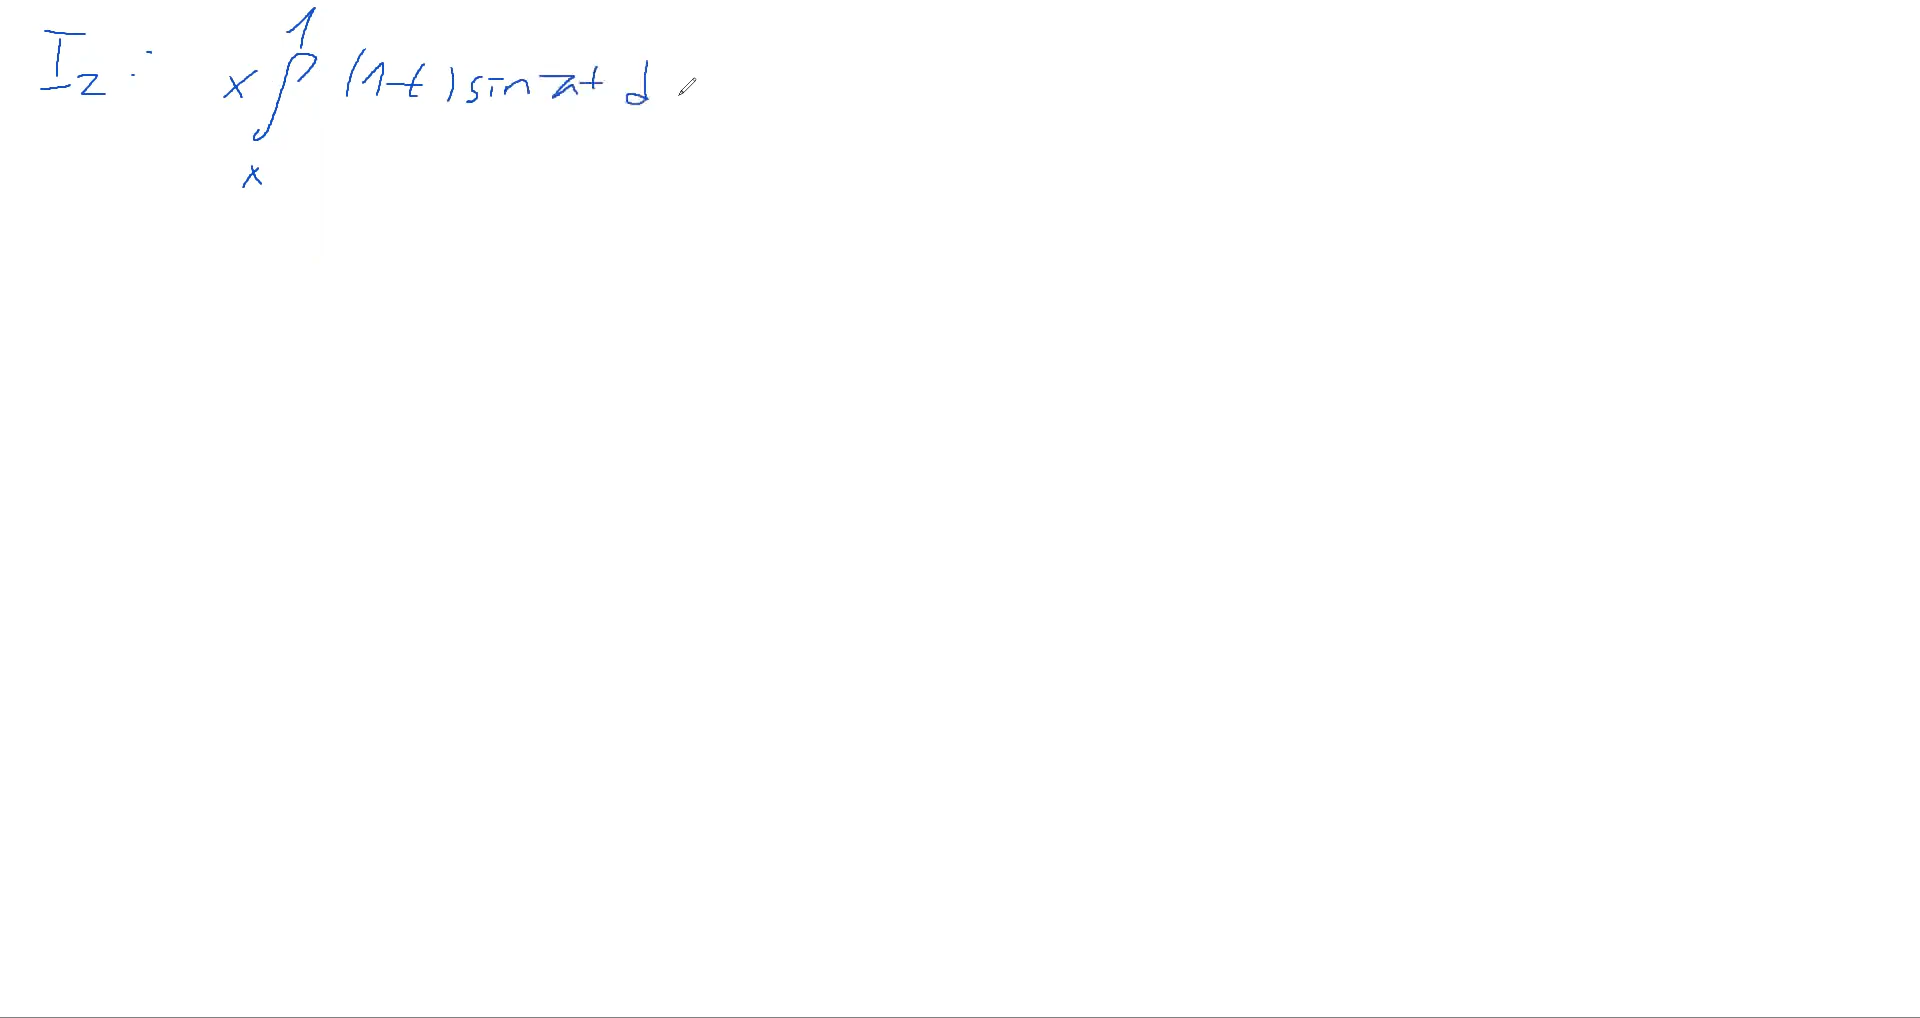 I₂ : x ∫ₓ¹ (1-t) sin πt d